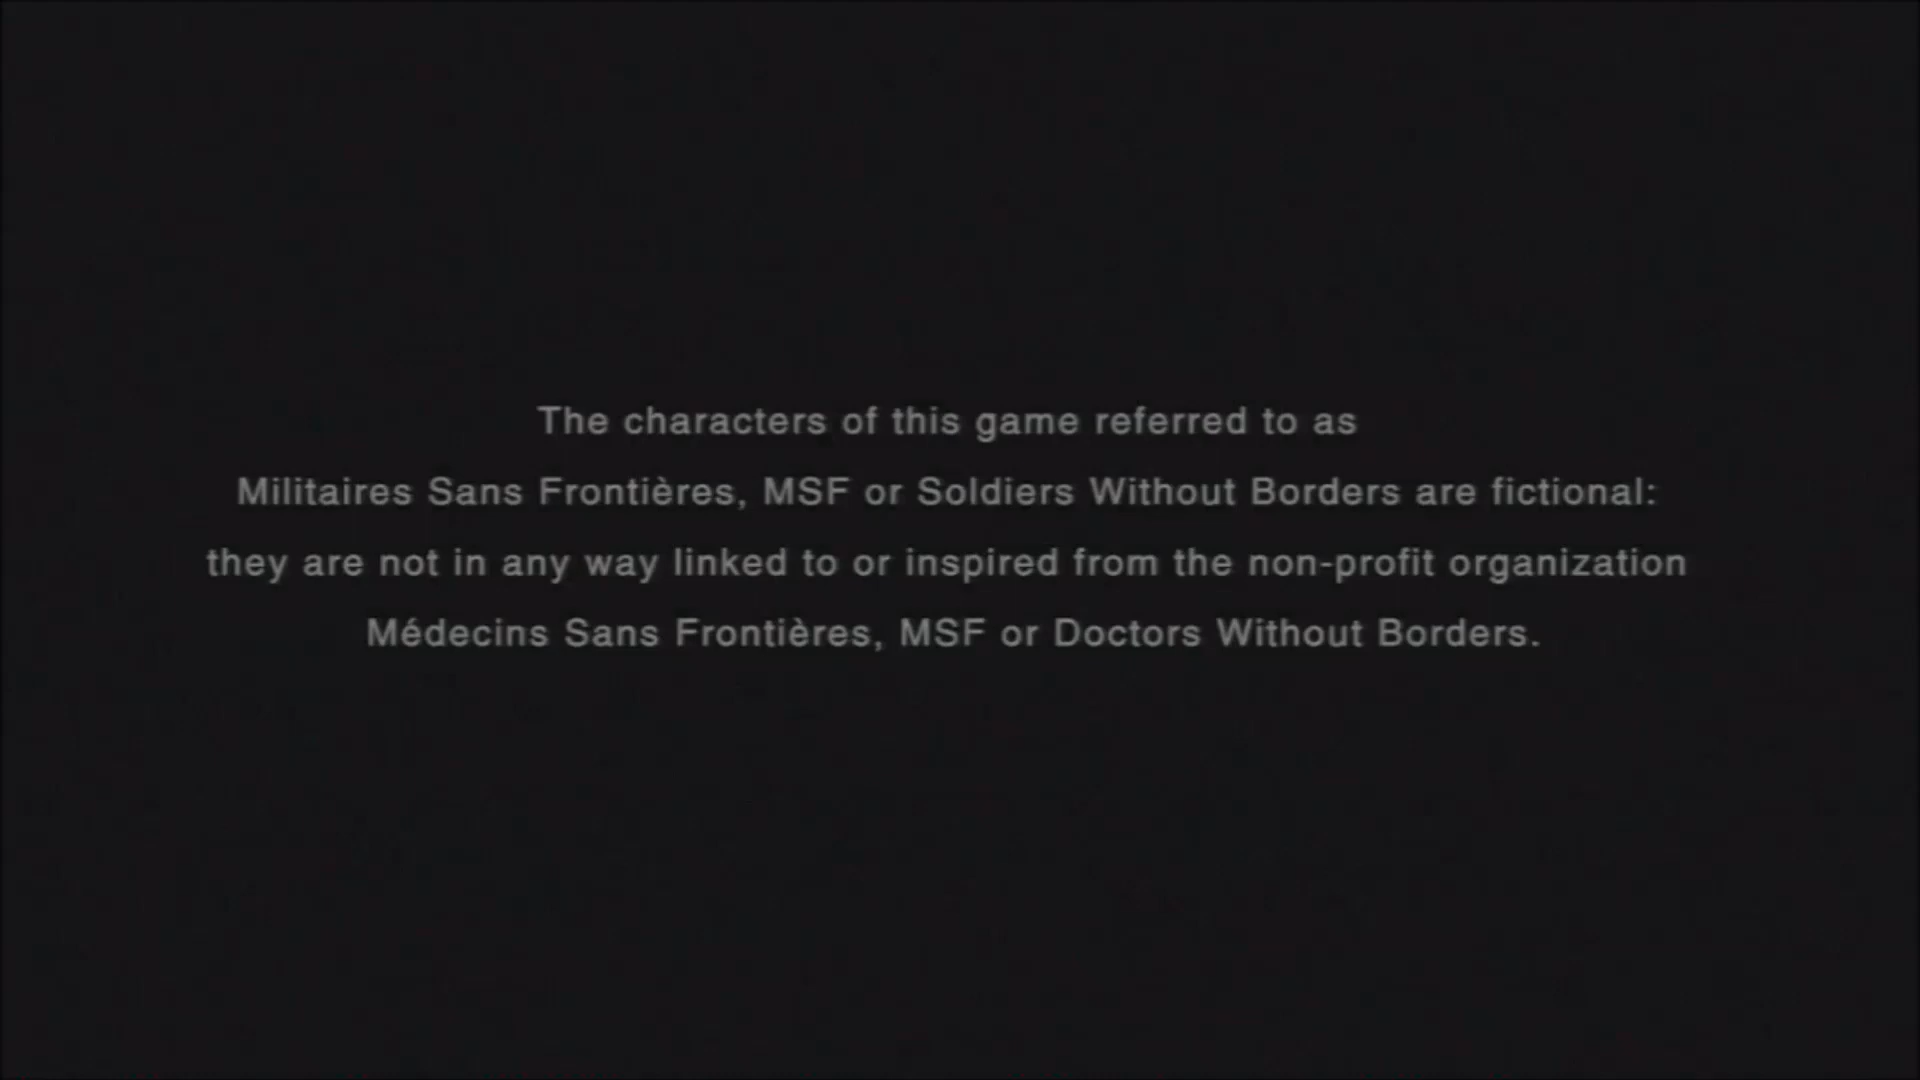 The characters of this game referred to as
Militaires Sans Frontières, MSF or Soldiers Without Borders are fictional:
they are not in any way linked to or inspired from the non-profit organization
Médecins Sans Frontières, MSF or Doctors Without Borders.